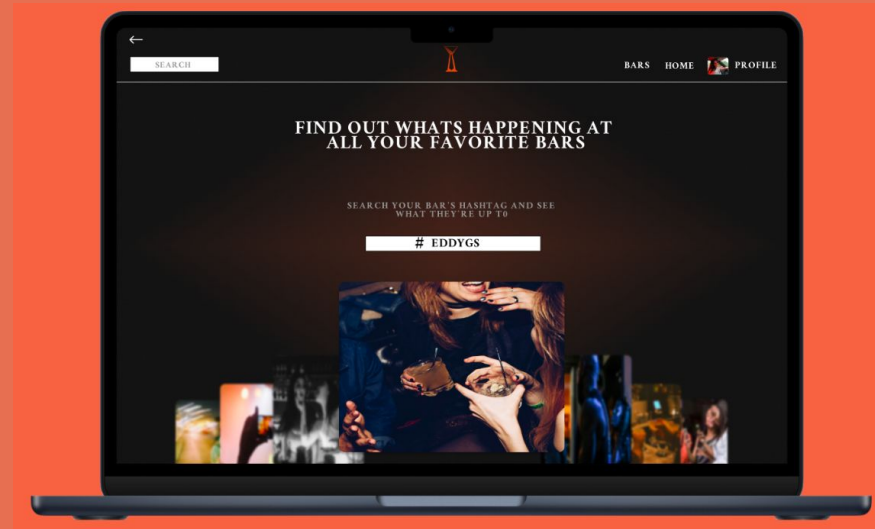 SEARCH
BARS HOME PROFILE
FIND OUT WHATS HAPPENING AT
ALL YOUR FAVORITE BARS
SEARCH YOUR BAR'S HASHTAG AND SEE
WHAT THEY'RE UP T0
# EDDYGS